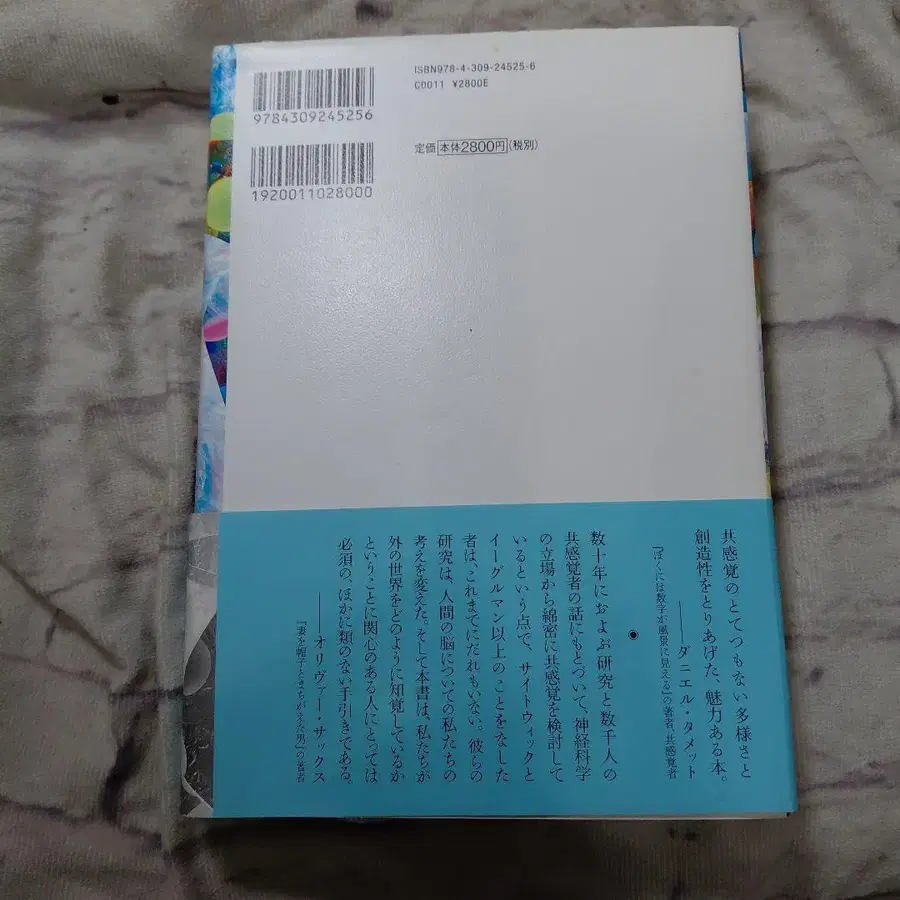 ISBN978-4-309-24525-6
C0011 ¥2800E
9784309245256
定価 本体2800円(税別)
1920011028000
共感覚のとてつもない多様さと
創造性をとりあげた、魅力ある本。
――ダニエル・タメット
『ぼくには数字が風景に見える』の著者、共感覚者
●
数十年におよぶ研究と数千人の
共感覚者の話にもとづいて、神経科学
の立場から綿密に共感覚を検討して
いるという点で、サイトウィックと
イーグルマン以上のことをなした
者は、これまでにだれもいない。彼らの
研究は、人間の脳についての私たちの
考えを変えた。そして本書は、私たちが
外の世界をどのように知覚しているか
ということに関心のある人にとっては
必須の、ほかに類のない手引きである。
――オリヴァー・サックス
『妻を帽子とまちがえた男』の著者